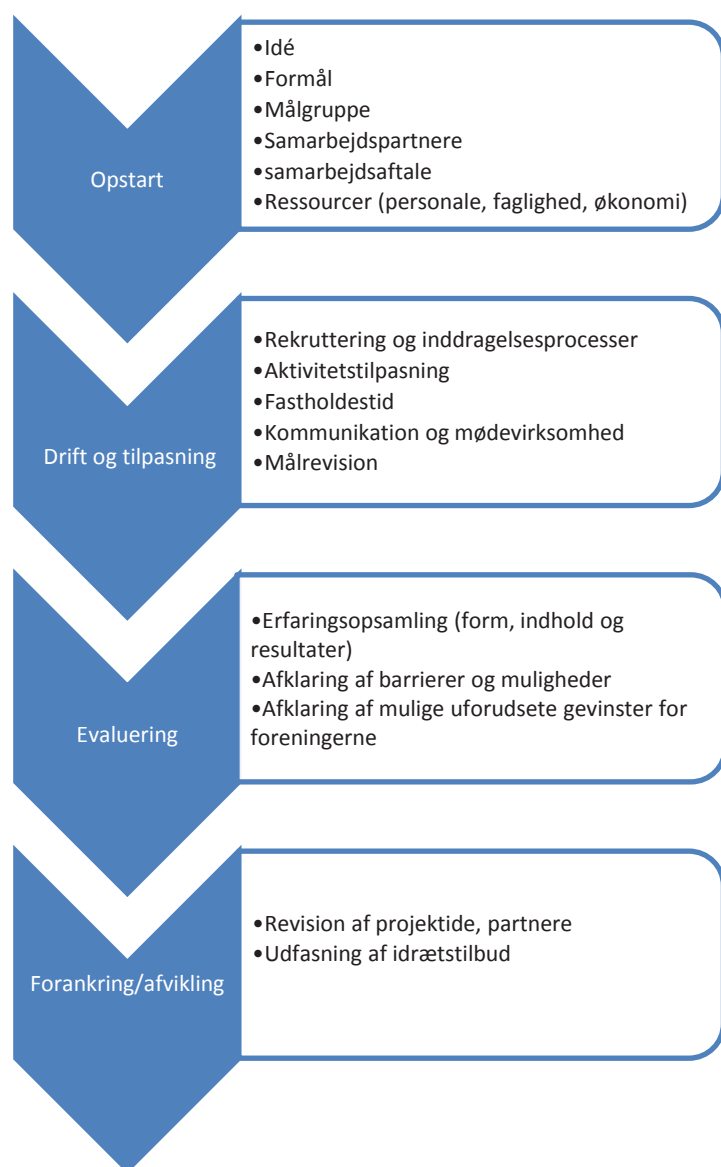 Opstart
•Idé
•Formål
•Målgruppe
•Samarbejdspartnere
•samarbejdsaftale
•Ressourcer (personale, faglighed, økonomi)
Drift og tilpasning
•Rekruttering og inddragelsesprocesser
•Aktivitetstilpasning
•Fastholdestid
•Kommunikation og mødevirksomhed
•Målrevision
Evaluering
•Erfaringsopsamling (form, indhold og
resultater)
•Afklaring af barrierer og muligheder
•Afklaring af mulige uforudsete gevinster for
foreningerne
Forankring/afvikling
•Revision af projektide, partnere
•Udfasning af idrætstilbud